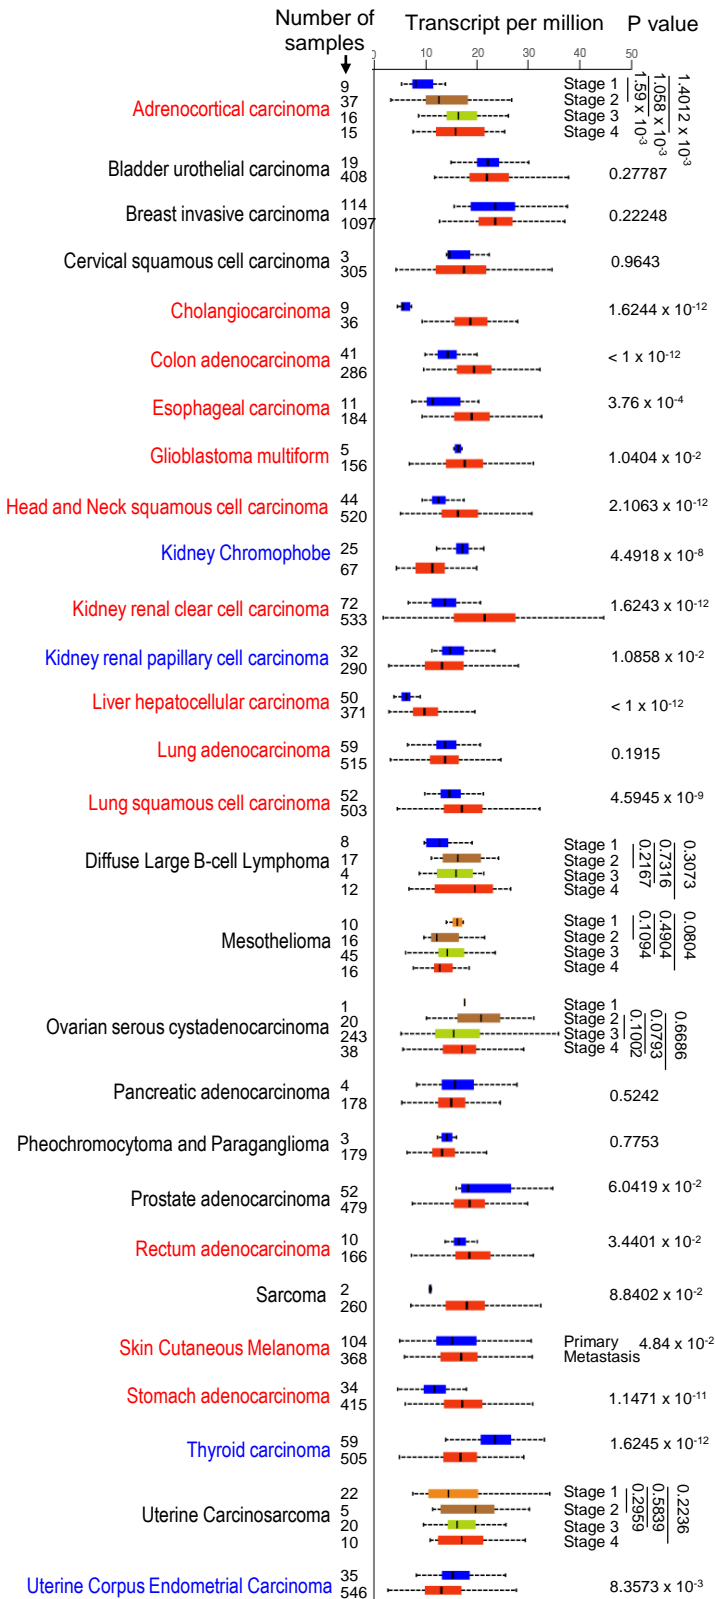 Number of samples
Transcript per million
P value
0 10 20 30 40 50
Adrenocortical carcinoma
9 Stage 1
37 Stage 2
16 Stage 3
15 Stage 4
1.59 x 10-3
1.058 x 10-3
1.4012 x 10-3
Bladder urothelial carcinoma
19
408
0.27787
Breast invasive carcinoma
114
1097
0.22248
Cervical squamous cell carcinoma
3
305
0.9643
Cholangiocarcinoma
9
36
1.6244 x 10-12
Colon adenocarcinoma
41
286
< 1 x 10-12
Esophageal carcinoma
11
184
3.76 x 10-4
Glioblastoma multiform
5
156
1.0404 x 10-2
Head and Neck squamous cell carcinoma
44
520
2.1063 x 10-12
Kidney Chromophobe
25
67
4.4918 x 10-8
Kidney renal clear cell carcinoma
72
533
1.6243 x 10-12
Kidney renal papillary cell carcinoma
32
290
1.0858 x 10-2
Liver hepatocellular carcinoma
50
371
< 1 x 10-12
Lung adenocarcinoma
59
515
0.1915
Lung squamous cell carcinoma
52
503
4.5945 x 10-9
Diffuse Large B-cell Lymphoma
8 Stage 1
17 Stage 2
4 Stage 3
12 Stage 4
0.2167
0.7316
0.3073
Mesothelioma
10 Stage 1
16 Stage 2
45 Stage 3
16 Stage 4
0.1094
0.4904
0.0804
Ovarian serous cystadenocarcinoma
1 Stage 1
20 Stage 2
243 Stage 3
38 Stage 4
0.1002
0.0793
0.6686
Pancreatic adenocarcinoma
4
178
0.5242
Pheochromocytoma and Paraganglioma
3
179
0.7753
Prostate adenocarcinoma
52
479
6.0419 x 10-2
Rectum adenocarcinoma
10
166
3.4401 x 10-2
Sarcoma
2
260
8.8402 x 10-2
Skin Cutaneous Melanoma
104 Primary
368 Metastasis
4.84 x 10-2
Stomach adenocarcinoma
34
415
1.1471 x 10-11
Thyroid carcinoma
59
505
1.6245 x 10-12
Uterine Carcinosarcoma
22 Stage 1
5 Stage 2
20 Stage 3
10 Stage 4
0.2959
0.5839
0.2236
Uterine Corpus Endometrial Carcinoma
35
546
8.3573 x 10-3